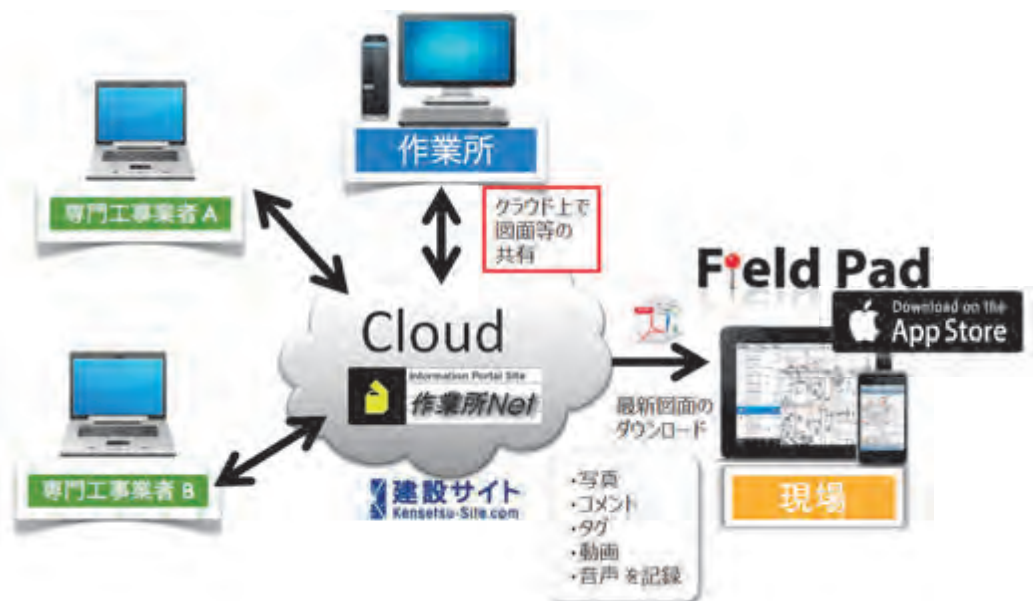 作業所
専門工事業者A
クラウド上で
図面等の
共有
Field Pad
Download on the
App Store
Cloud
Information Portal Site
作業所Net
最新図面の
ダウンロード
専門工事業者B
建設サイト
Kensetsu-Site.com
・写真
・コメント
・タグ
・動画
・音声 を記録
現場